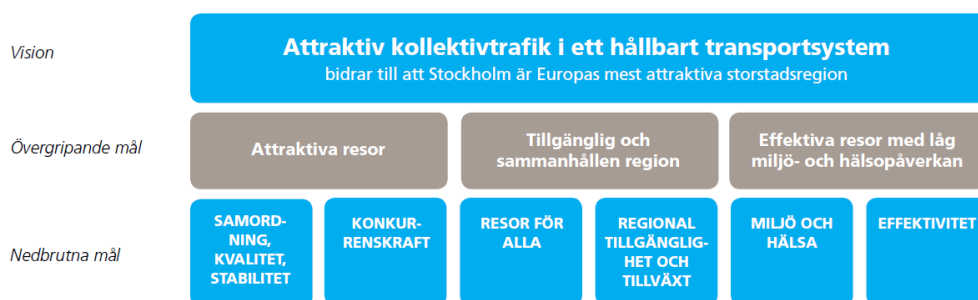 Vision
Attraktiv kollektivtrafik i ett hållbart transportsystem
bidrar till att Stockholm är Europas mest attraktiva storstadsregion
Övergripande mål
Attraktiva resor
Tillgänglig och
sammanhållen region
Effektiva resor med låg
miljö- och hälsopåverkan
Nedbrutna mål
SAMORD-
NING,
KVALITET,
STABILITET
KONKUR-
RENSKRAFT
RESOR FÖR
ALLA
REGIONAL
TILLGÄNGLIG-
HET OCH
TILLVÄXT
MILJÖ OCH
HÄLSA
EFFEKTIVITET